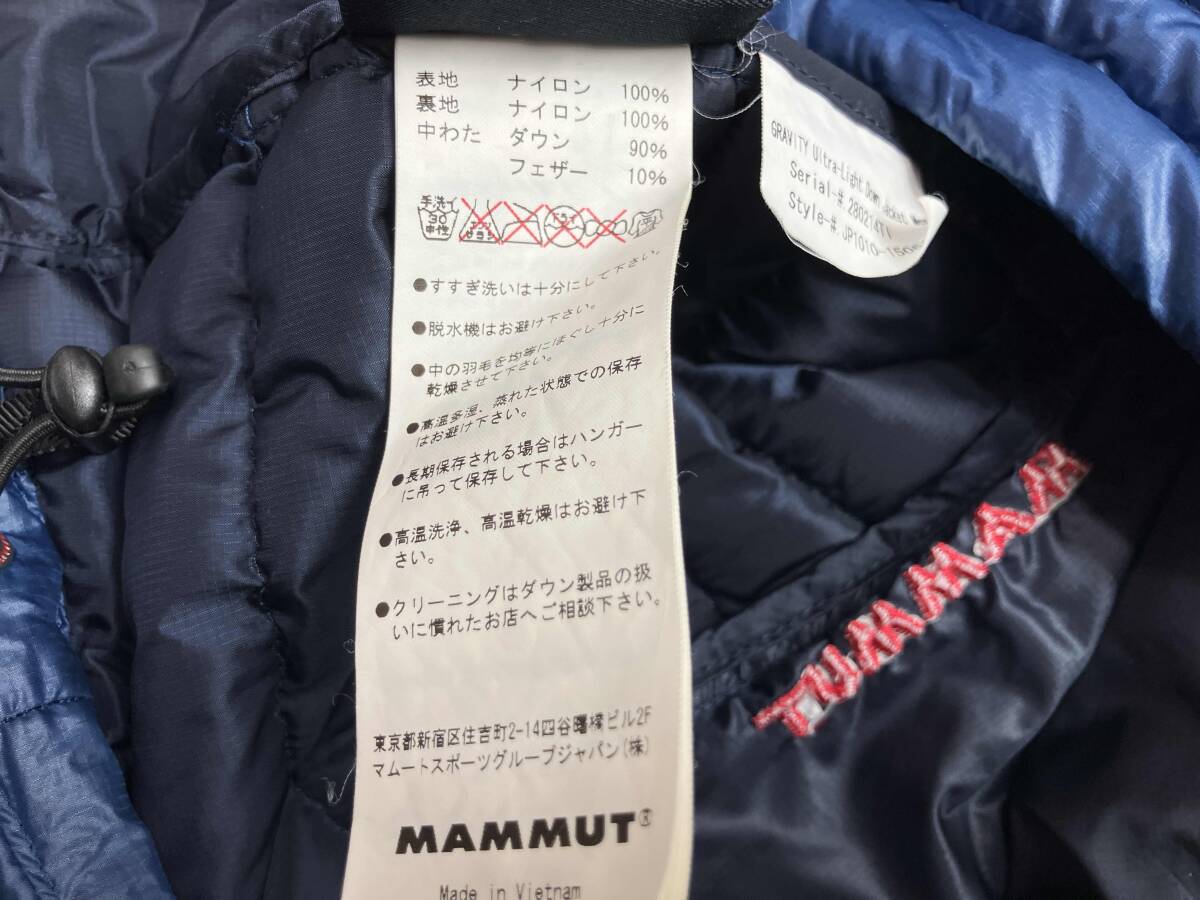 表地 ナイロン 100%
裏地 ナイロン 100%
中わた ダウン 90%
フェザー 10%
手洗イ
30
中性
ドライ
●すすぎ洗いは十分にして下さい。
●脱水機はお避け下さい。
●中の羽毛を均等にほぐし十分に
乾燥させて下さい。
●高温多湿、蒸れた状態での保存
はお避け下さい。
●長期保存される場合はハンガー
に吊って保存して下さい。
●高温洗浄、高温乾燥はお避け下
さい。
●クリーニングはダウン製品の扱
いに慣れたお店へご相談下さい。
東京都新宿区住吉町2-14四谷曙橋ビル2F
マムートスポーツグループジャパン(株)
MAMMUT®
Made in Vietnam
GRAVITY Ultra-Light Down Jacket
Serial-#.28021471
Style-#.JP1010-1506
MAMMUT